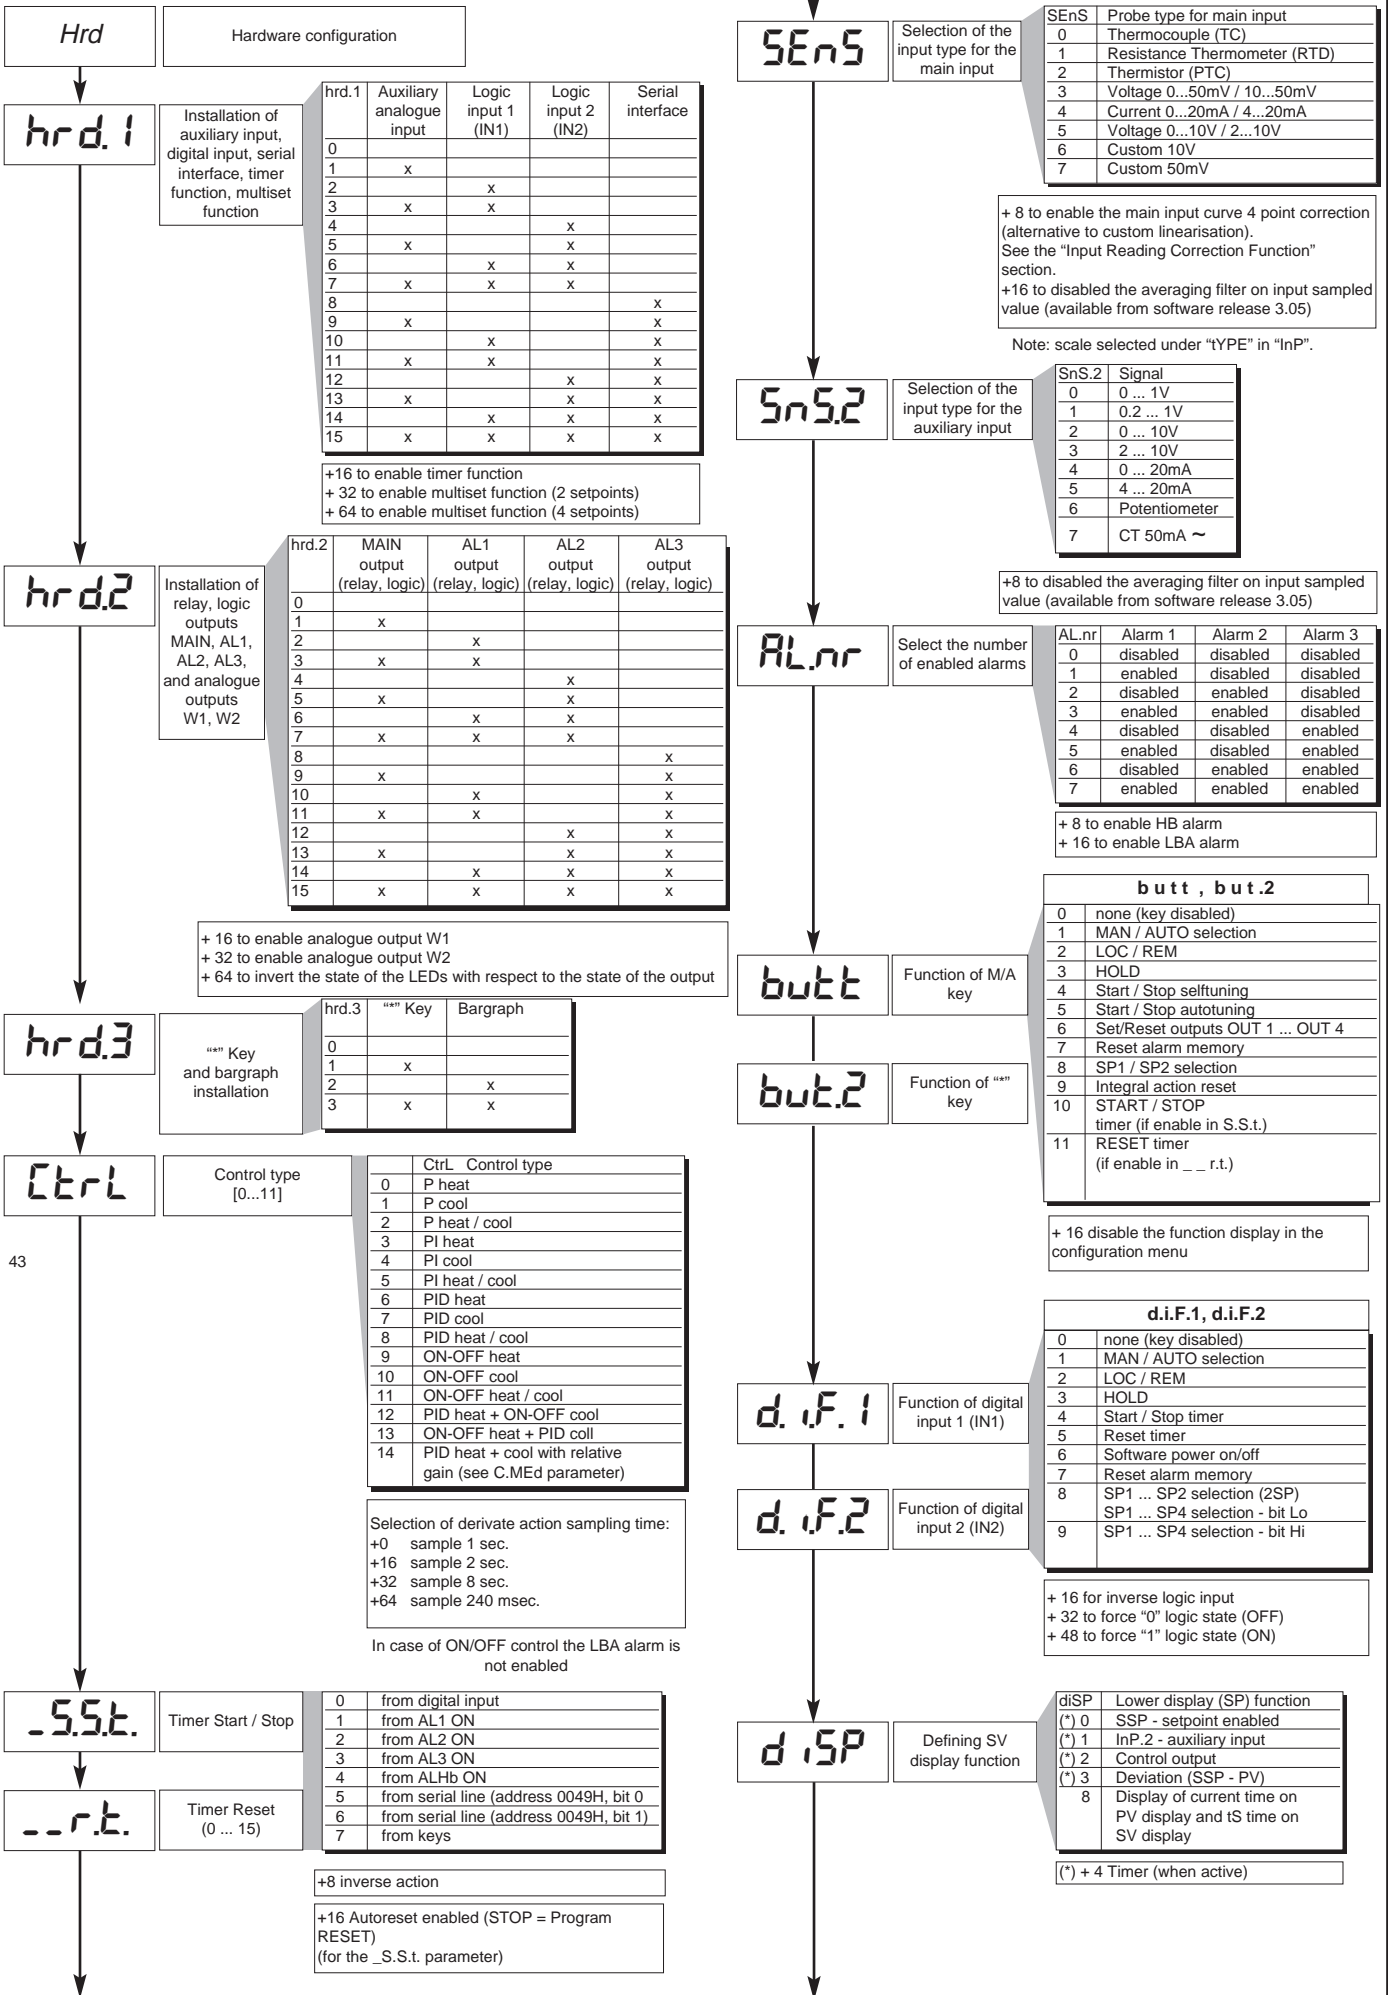 Hrd
Hardware configuration
hrd.1
Installation of
auxiliary input,
digital input, serial
interface, timer
function, multiset
function
hrd.1 Auxiliary analogue input Logic input 1 (IN1) Logic input 2 (IN2) Serial interface
0
1 x
2 x
3 x x
4 x
5 x x
6 x x
7 x x x
8 x
9 x x
10 x x
11 x x x
12 x x
13 x x x
14 x x x
15 x x x x
+16 to enable timer function
+ 32 to enable multiset function (2 setpoints)
+ 64 to enable multiset function (4 setpoints)
hrd.2
Installation of
relay, logic
outputs
MAIN, AL1,
AL2, AL3,
and analogue
outputs
W1, W2
hrd.2 MAIN output (relay, logic) AL1 output (relay, logic) AL2 output (relay, logic) AL3 output (relay, logic)
0
1 x
2 x
3 x x
4 x
5 x x
6 x x
7 x x x
8 x
9 x x
10 x x
11 x x x
12 x x
13 x x x
14 x x x
15 x x x x
+ 16 to enable analogue output W1
+ 32 to enable analogue output W2
+ 64 to invert the state of the LEDs with respect to the state of the output
hrd.3
“*” Key
and bargraph
installation
hrd.3 “*” Key Bargraph
0
1 x
2 x
3 x x
CtrL
Control type
[0...11]
CtrL Control type
0 P heat
1 P cool
2 P heat / cool
3 PI heat
4 PI cool
5 PI heat / cool
6 PID heat
7 PID cool
8 PID heat / cool
9 ON-OFF heat
10 ON-OFF cool
11 ON-OFF heat / cool
12 PID heat + ON-OFF cool
13 ON-OFF heat + PID coll
14 PID heat + cool with relative
gain (see C.MEd parameter)
43
Selection of derivate action sampling time:
+0 sample 1 sec.
+16 sample 2 sec.
+32 sample 8 sec.
+64 sample 240 msec.
In case of ON/OFF control the LBA alarm is
not enabled
_S.S.t.
Timer Start / Stop
__r.t.
Timer Reset
(0 ... 15)
0 from digital input
1 from AL1 ON
2 from AL2 ON
3 from AL3 ON
4 from ALHb ON
5 from serial line (address 0049H, bit 0
6 from serial line (address 0049H, bit 1)
7 from keys
+8 inverse action
+16 Autoreset enabled (STOP = Program
RESET)
(for the _S.S.t. parameter)
SEnS
Selection of the
input type for the
main input
SEnS Probe type for main input
0 Thermocouple (TC)
1 Resistance Thermometer (RTD)
2 Thermistor (PTC)
3 Voltage 0...50mV / 10...50mV
4 Current 0...20mA / 4...20mA
5 Voltage 0...10V / 2...10V
6 Custom 10V
7 Custom 50mV
+ 8 to enable the main input curve 4 point correction
(alternative to custom linearisation).
See the “Input Reading Correction Function”
section.
+16 to disabled the averaging filter on input sampled
value (available from software release 3.05)
Note: scale selected under “tYPE” in “InP”.
SnS.2
Selection of the
input type for the
auxiliary input
SnS.2 Signal
0 0 ... 1V
1 0.2 ... 1V
2 0 ... 10V
3 2 ... 10V
4 0 ... 20mA
5 4 ... 20mA
6 Potentiometer
7 CT 50mA ~
+8 to disabled the averaging filter on input sampled
value (available from software release 3.05)
AL.nr
Select the number
of enabled alarms
AL.nr Alarm 1 Alarm 2 Alarm 3
0 disabled disabled disabled
1 enabled disabled disabled
2 disabled enabled disabled
3 enabled enabled disabled
4 disabled disabled enabled
5 enabled disabled enabled
6 disabled enabled enabled
7 enabled enabled enabled
+ 8 to enable HB alarm
+ 16 to enable LBA alarm
butt
Function of M/A
key
but.2
Function of “*”
key
butt, but.2
0 none (key disabled)
1 MAN / AUTO selection
2 LOC / REM
3 HOLD
4 Start / Stop selftuning
5 Start / Stop autotuning
6 Set/Reset outputs OUT 1 ... OUT 4
7 Reset alarm memory
8 SP1 / SP2 selection
9 Integral action reset
10 START / STOP
timer (if enable in S.S.t.)
11 RESET timer
(if enable in _ _ r.t.)
+ 16 disable the function display in the
configuration menu
d.i.F.1
Function of digital
input 1 (IN1)
d.i.F.2
Function of digital
input 2 (IN2)
d.i.F.1, d.i.F.2
0 none (key disabled)
1 MAN / AUTO selection
2 LOC / REM
3 HOLD
4 Start / Stop timer
5 Reset timer
6 Software power on/off
7 Reset alarm memory
8 SP1 ... SP2 selection (2SP)
SP1 ... SP4 selection - bit Lo
9 SP1 ... SP4 selection - bit Hi
+ 16 for inverse logic input
+ 32 to force “0” logic state (OFF)
+ 48 to force “1” logic state (ON)
diSP
Defining SV
display function
diSP Lower display (SP) function
(*) 0 SSP - setpoint enabled
(*) 1 InP.2 - auxiliary input
(*) 2 Control output
(*) 3 Deviation (SSP - PV)
8 Display of current time on
PV display and tS time on
SV display
(*) + 4 Timer (when active)